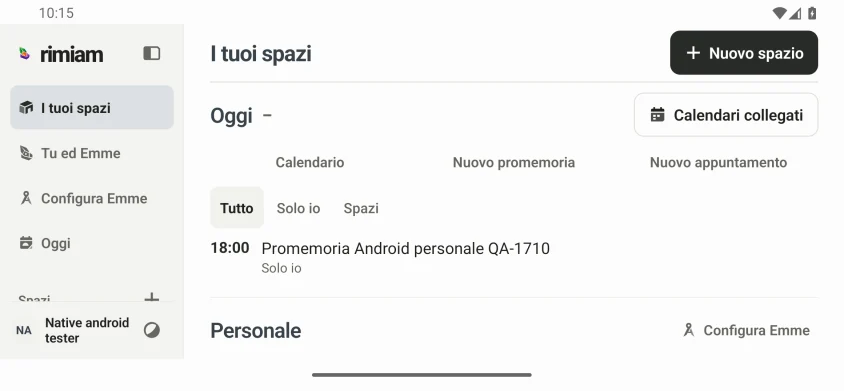 10:15
rimiam
I tuoi spazi
Tu ed Emme
Configura Emme
Oggi
Spazi
NA
Native android
tester
I tuoi spazi
Nuovo spazio
Oggi –
Calendari collegati
Calendario Nuovo promemoria Nuovo appuntamento
Tutto Solo io Spazi
18:00 Promemoria Android personale QA-1710
Solo io
Personale
Configura Emme